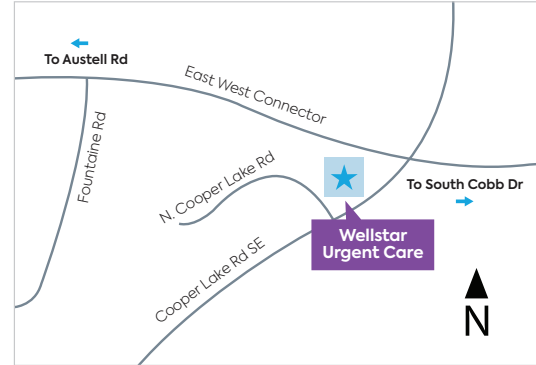 To Austell Rd
East West Connector
Fountaine Rd
N. Cooper Lake Rd
To South Cobb Dr
Wellstar
Urgent Care
Cooper Lake Rd SE
N